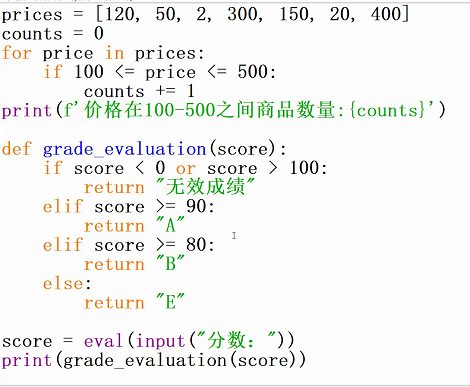 prices = [120, 50, 2, 300, 150, 20, 400]
counts = 0
for price in prices:
    if 100 <= price <= 500:
        counts += 1
print(f'价格在100-500之间商品数量:{counts}')

def grade_evaluation(score):
    if score < 0 or score > 100:
        return "无效成绩"
    elif score >= 90:
        return "A"
    elif score >= 80:
        return "B"
    else:
        return "E"

score = eval(input("分数: "))
print(grade_evaluation(score))